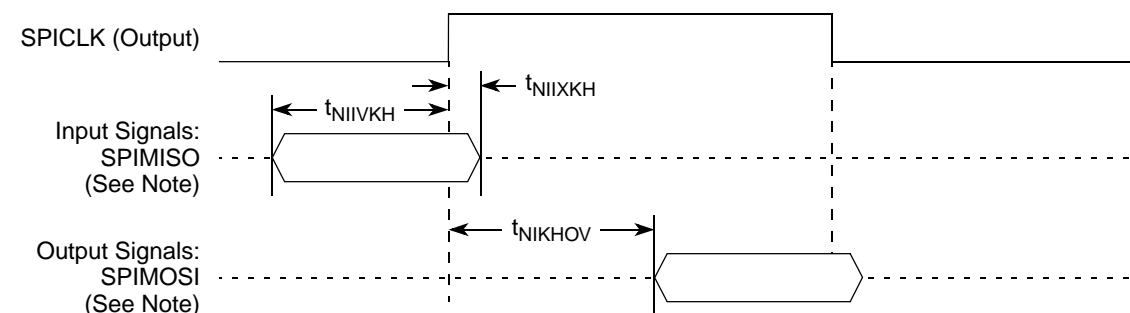 SPICLK (Output)
tNIIXKH
tNIIVKH
Input Signals:
SPIMISO
(See Note)
tNIKHOV
Output Signals:
SPIMOSI
(See Note)